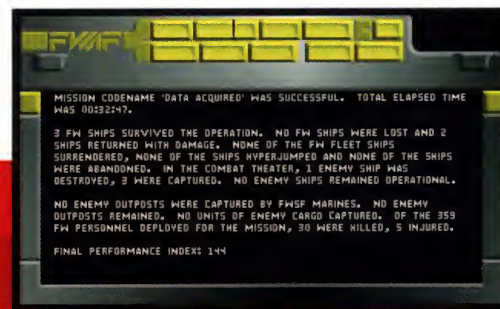 MISSION CODENAME 'DATA ACQUIRED' WAS SUCCESSFUL. TOTAL ELAPSED TIME
WAS 00:32:47.
3 FW SHIPS SURVIVED THE OPERATION. NO FW SHIPS WERE LOST AND 2
SHIPS RETURNED WITH DAMAGE. NONE OF THE FW FLEET SHIPS
SURRENDERED, NONE OF THE SHIPS HYPERJUMPED AND NONE OF THE SHIPS
WERE ABANDONED. IN THE COMBAT THEATER, 1 ENEMY SHIP WAS
DESTROYED, 3 WERE CAPTURED. NO ENEMY SHIPS REMAINED OPERATIONAL.
NO ENEMY OUTPOSTS WERE CAPTURED BY FWSF MARINES. NO ENEMY
OUTPOSTS REMAINED. NO UNITS OF ENEMY CARGO CAPTURED. OF THE 359
FW PERSONNEL DEPLOYED FOR THE MISSION, 30 WERE KILLED, 5 INJURED.
FINAL PERFORMANCE INDEX: 144